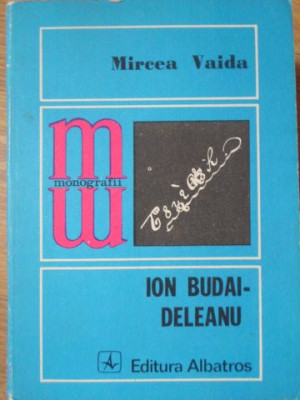 Mircea Vaida
monografii
ION BUDAI-
DELEANU
Editura Albatros